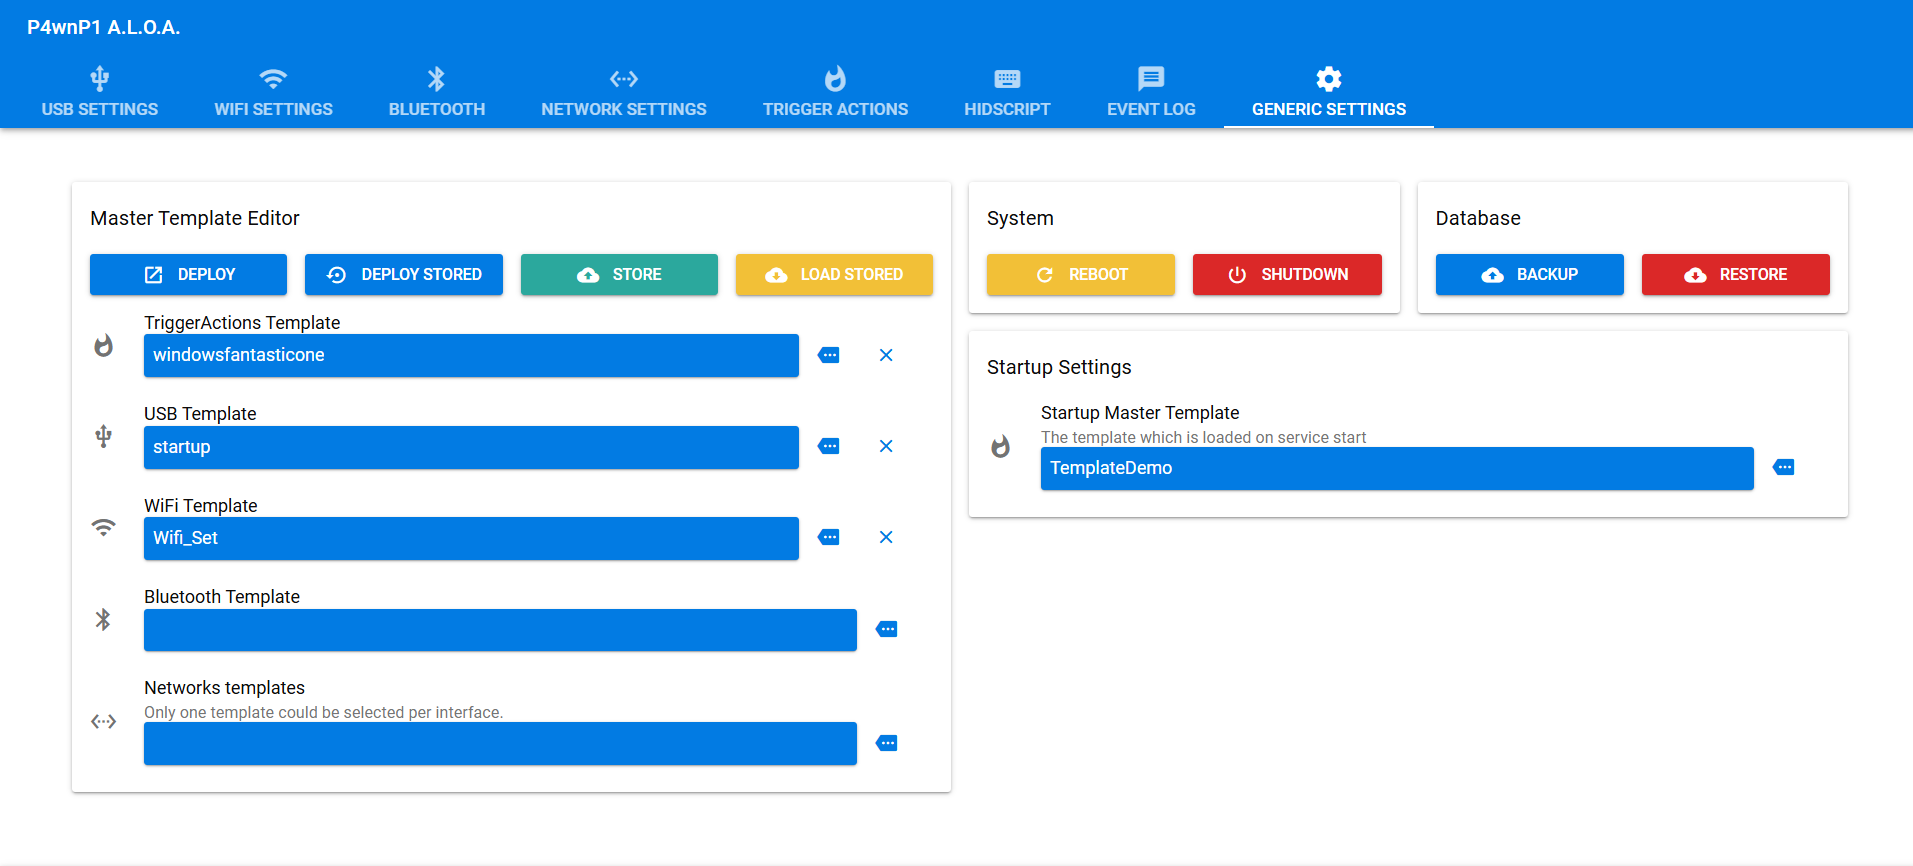 P4wnP1 A.L.O.A.
USB SETTINGS
WIFI SETTINGS
BLUETOOTH
NETWORK SETTINGS
TRIGGER ACTIONS
HIDSCRIPT
EVENT LOG
GENERIC SETTINGS
Master Template Editor
DEPLOY
DEPLOY STORED
STORE
LOAD STORED
TriggerActions Template
windowsfantasticone
USB Template
startup
WiFi Template
Wifi_Set
Bluetooth Template
Networks templates
Only one template could be selected per interface.
System
REBOOT
SHUTDOWN
Database
BACKUP
RESTORE
Startup Settings
Startup Master Template
The template which is loaded on service start
TemplateDemo